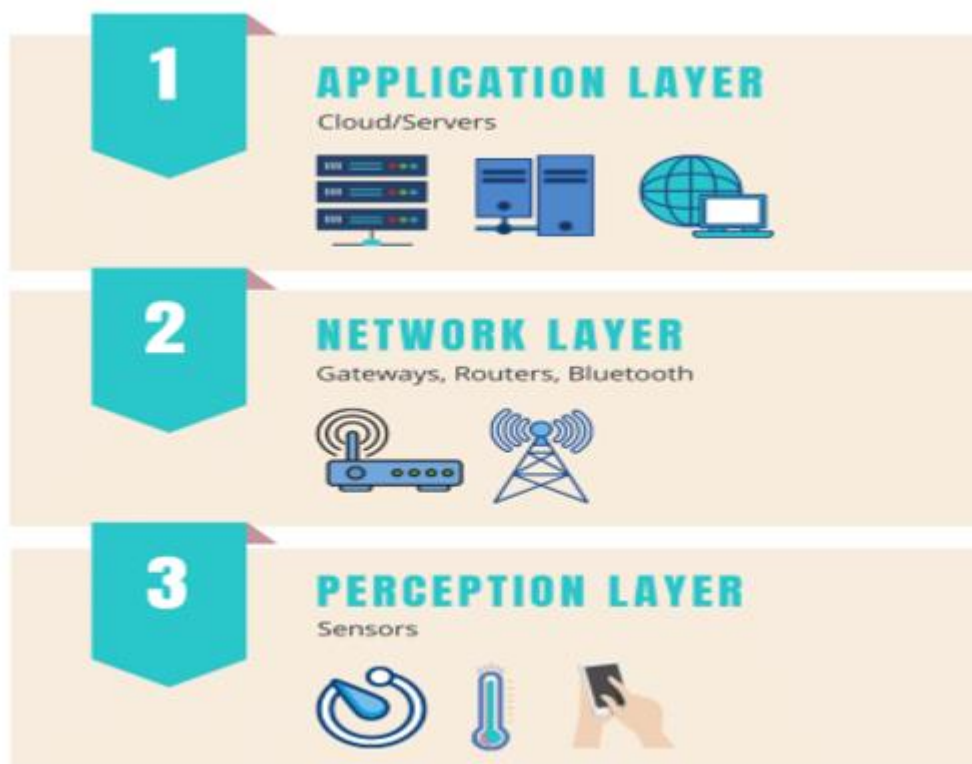 1
APPLICATION LAYER
Cloud/Servers
2
NETWORK LAYER
Gateways, Routers, Bluetooth
3
PERCEPTION LAYER
Sensors